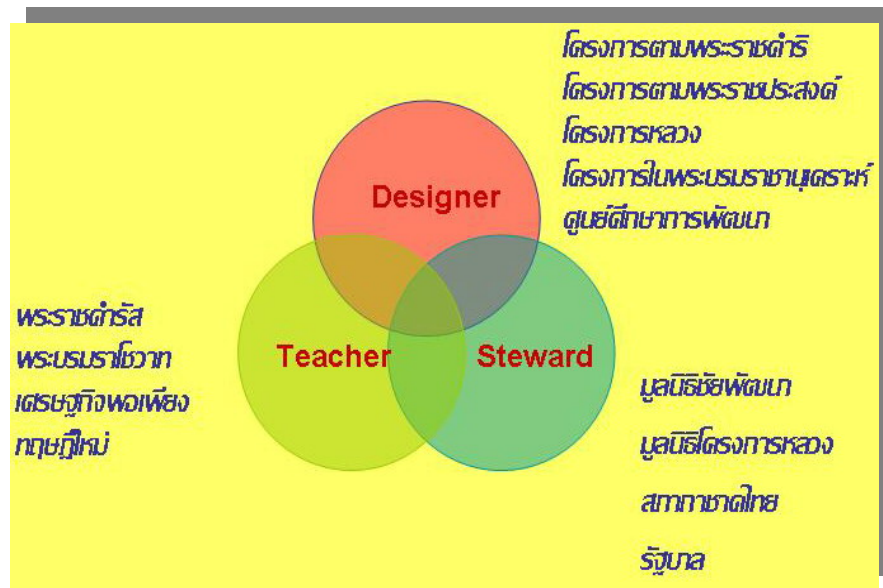 โครงการตามพระราชดำริ
โครงการตามพระราชประสงค์
โครงการหลวง
โครงการในพระบรมราชานุเคราะห์
ศูนย์ศึกษาการพัฒนา
Designer
พระราชดำรัส
พระบรมราโชวาท
เศรษฐกิจพอเพียง
ทฤษฎีใหม่
Teacher
Steward
มูลนิธิชัยพัฒนา
มูลนิธิโครงการหลวง
สภากาชาดไทย
รัฐบาล